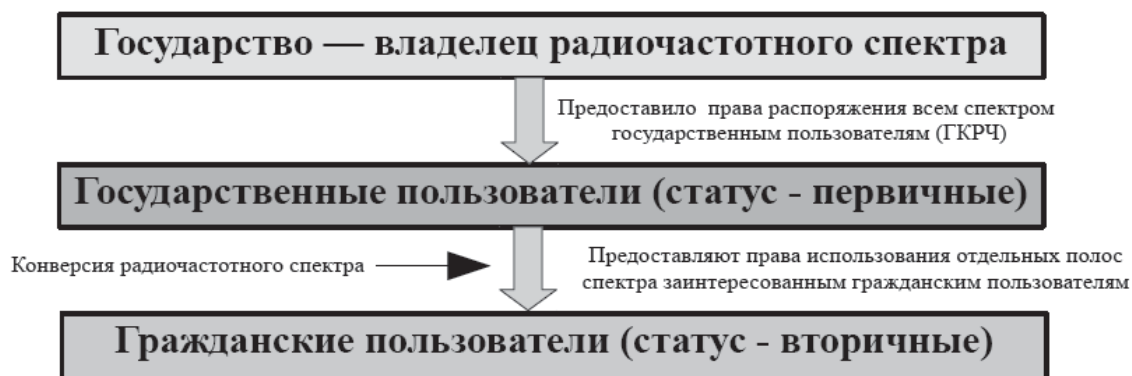 Государство — владелец радиочастотного спектра
Предоставило права распоряжения всем спектром
государственным пользователям (ГКРЧ)
Государственные пользователи (статус - первичные)
Конверсия радиочастотного спектра
Предоставляют права использования отдельных полос
спектра заинтересованным гражданским пользователям
Гражданские пользователи (статус - вторичные)